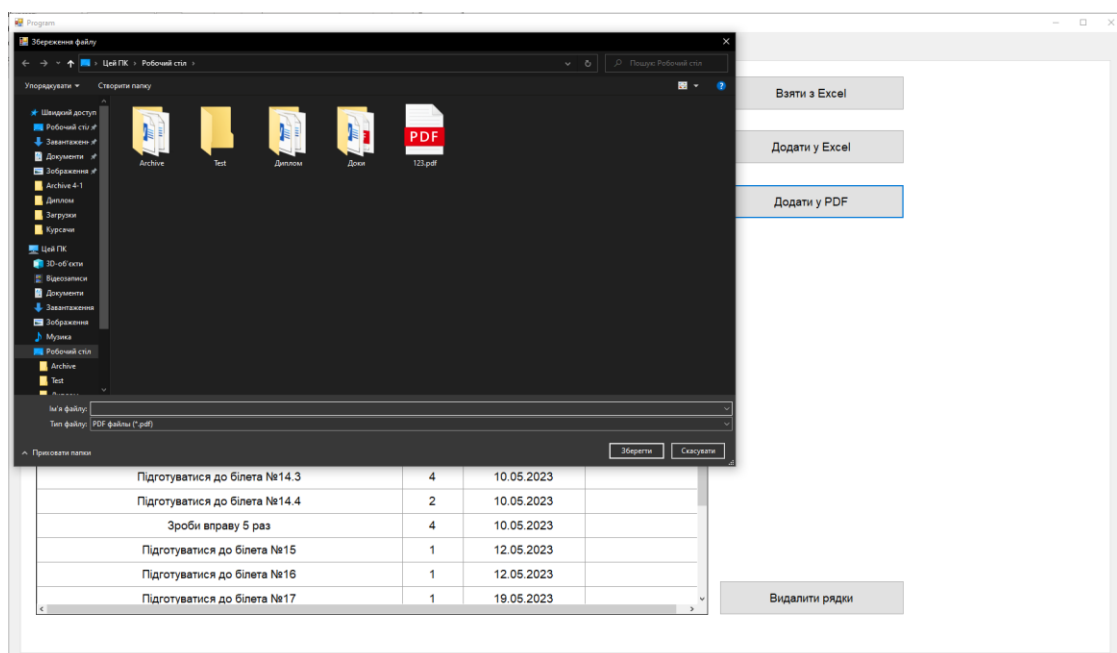 Program
Збереження файлу
Цей ПК › Робочий стіл ›
Пошук: Робочий стіл
Упорядкувати
Створити папку
Швидкий доступ
Робочий стіл
Завантаження
Документи
Зображення
Archive 4-1
Диплом
Загрузки
Курсачи
Цей ПК
3D-об'єкти
Відеозаписи
Документи
Завантаження
Зображення
Музика
Робочий стіл
Archive
Test
Archive
Test
Диплом
Доки
PDF
123.pdf
Ім'я файлу:
Тип файлу: PDF файлы (*.pdf)
Приховати папки
Зберегти
Скасувати
Взяти з Excel
Додати у Excel
Додати у PDF
Підготуватися до білета №14.3 4 10.05.2023
Підготуватися до білета №14.4 2 10.05.2023
Зроби вправу 5 раз 4 10.05.2023
Підготуватися до білета №15 1 12.05.2023
Підготуватися до білета №16 1 12.05.2023
Підготуватися до білета №17 1 19.05.2023
Видалити рядки